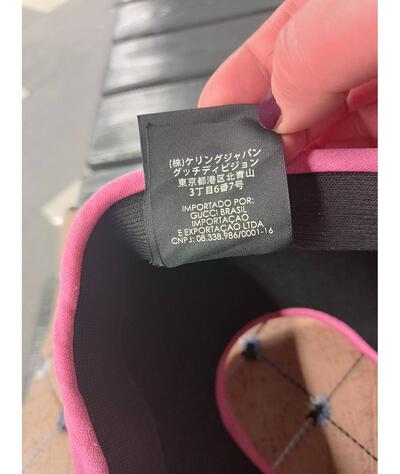 (株)ケリングジャパン
グッチディビジョン
東京都港区北青山
3丁目6番7号
IMPORTADO POR:
GUCCI BRASIL
IMPORTAÇÃO
E EXPORTAÇÃO LTDA
CNPJ: 08.338.986/0001-16